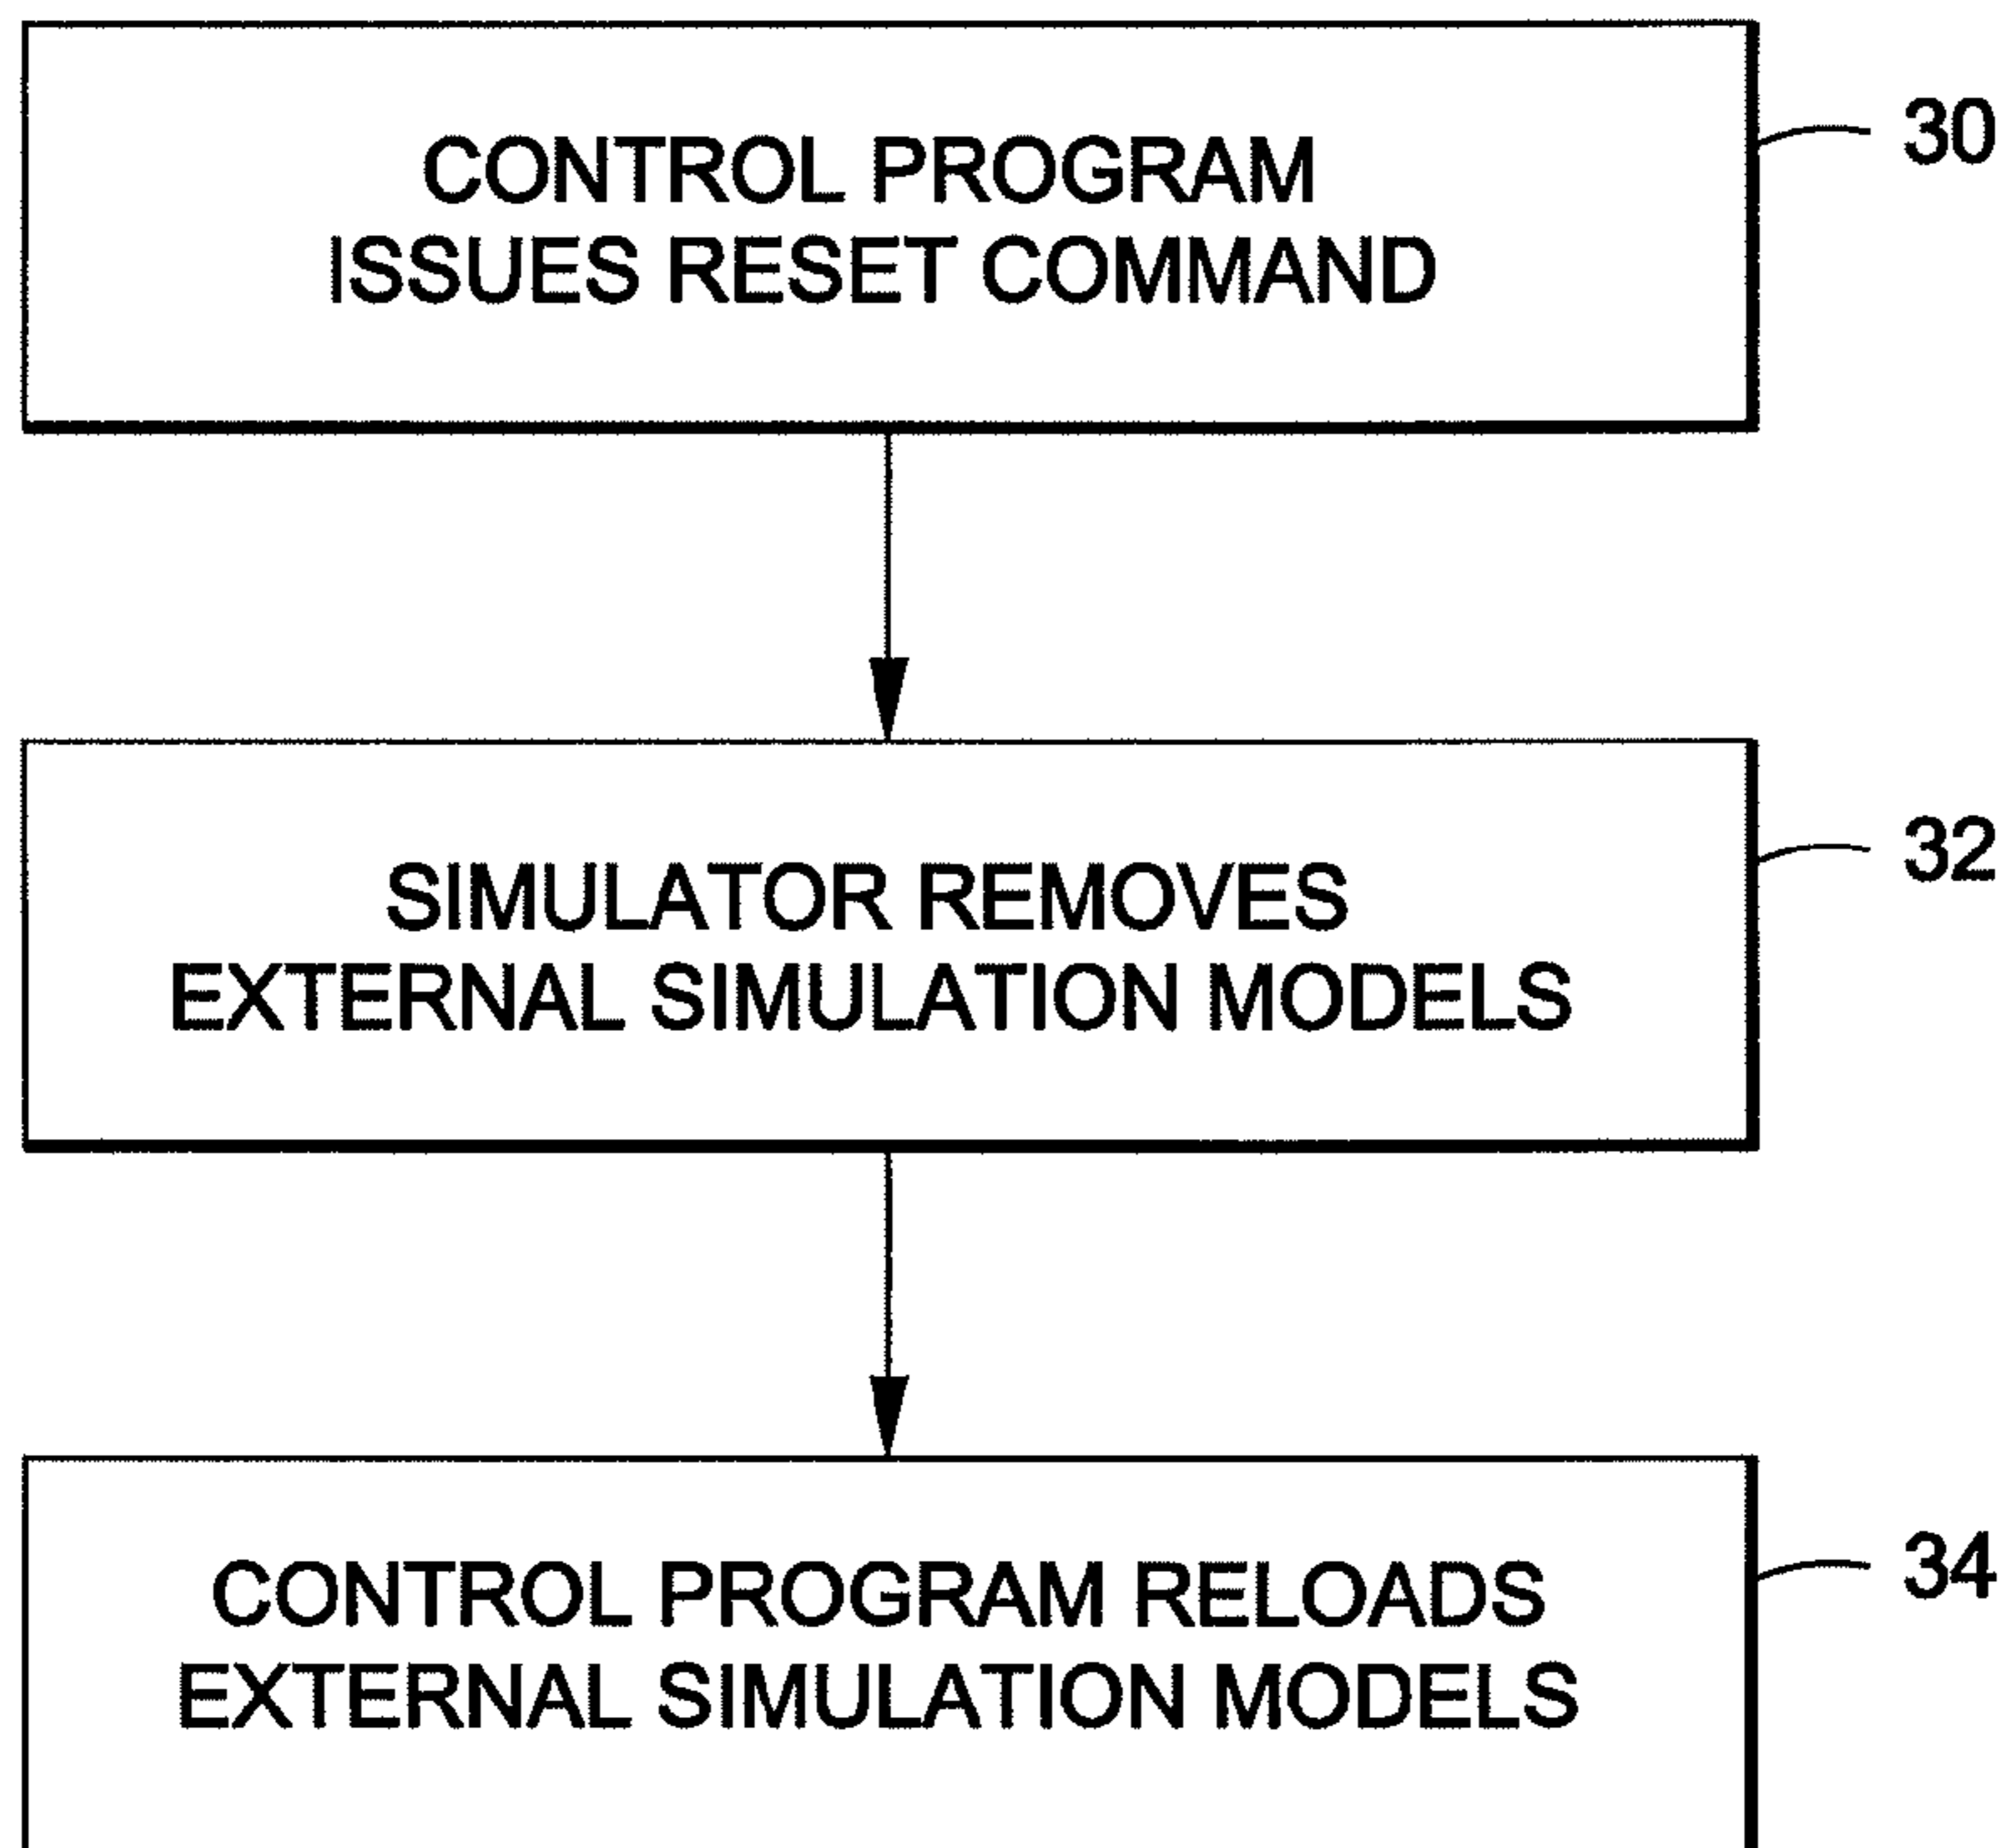 CONTROL PROGRAM
ISSUES RESET COMMAND
30
SIMULATOR REMOVES
EXTERNAL SIMULATION MODELS
32
CONTROL PROGRAM RELOADS
EXTERNAL SIMULATION MODELS
34